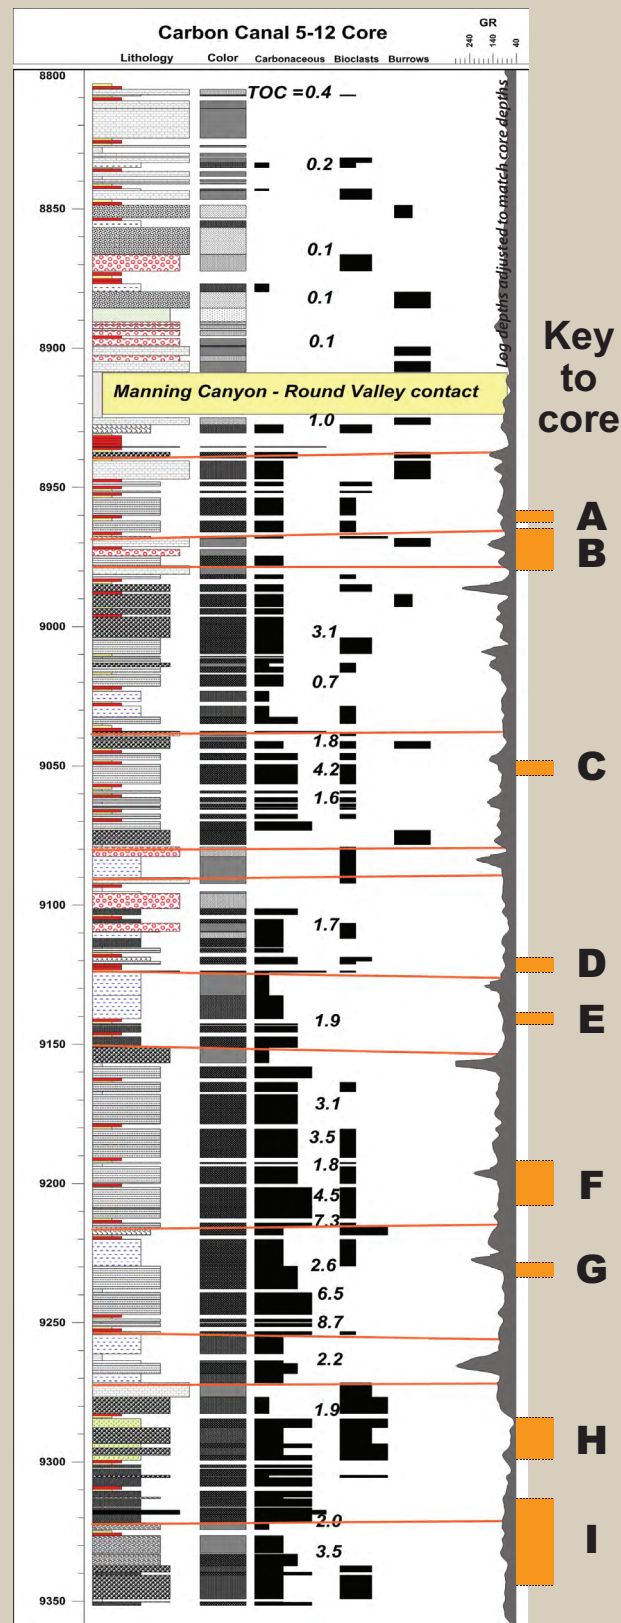 Carbon Canal 5-12 Core
GR
240
140
40
Lithology Color Carbonaceous Bioclasts Burrows
8800
TOC =0.4
Log depths adjusted to match core depths
0.2
8850
0.1
0.1
0.1
8900
Key
to
core
Manning Canyon - Round Valley contact
1.0
8950
A
B
9000
3.1
0.7
1.8
9050
4.2
C
1.6
9100
1.7
D
1.9
E
9150
3.1
3.5
1.8
F
9200
4.5
7.3
2.6
G
6.5
9250
8.7
2.2
1.9
H
9300
2.0
I
3.5
9350